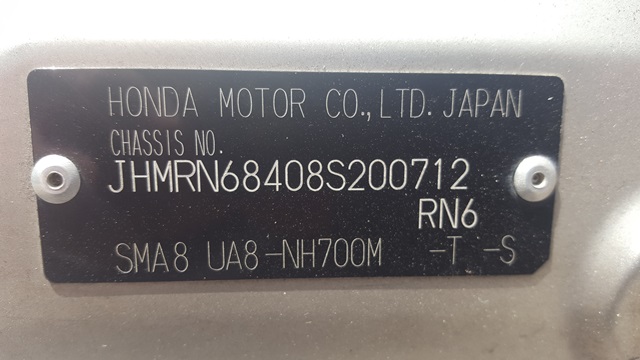 HONDA MOTOR CO.,LTD. JAPAN
CHASSIS NO.
JHMRN68408S200712
RN6
SMA8 UA8-NH700M -T -S